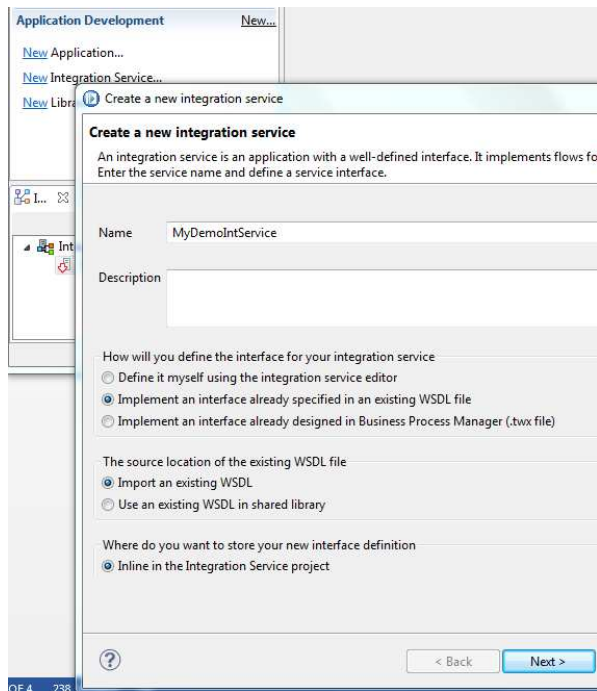 Application Development New...
New Application...
New Integration Service...
New Libra
Create a new integration service
Create a new integration service
An integration service is an application with a well-defined interface. It implements flows fo
Enter the service name and define a service interface.
I...
Int
Name MyDemoIntService
Description
How will you define the interface for your integration service
Define it myself using the integration service editor
Implement an interface already specified in an existing WSDL file
Implement an interface already designed in Business Process Manager (.twx file)
The source location of the existing WSDL file
Import an existing WSDL
Use an existing WSDL in shared library
Where do you want to store your new interface definition
Inline in the Integration Service project
?
< Back Next >
OF 4 238